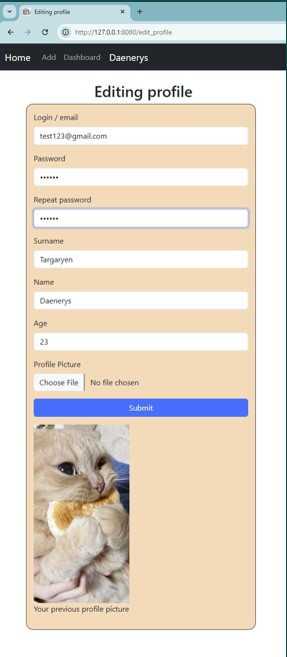 Editing profile
http://127.0.0.1:8080/edit_profile
Home Add Dashboard Daenerys
Editing profile
Login / email
test123@gmail.com
Password
••••••
Repeat password
••••••
Surname
Targaryen
Name
Daenerys
Age
23
Profile Picture
Choose File No file chosen
Submit
Your previous profile picture